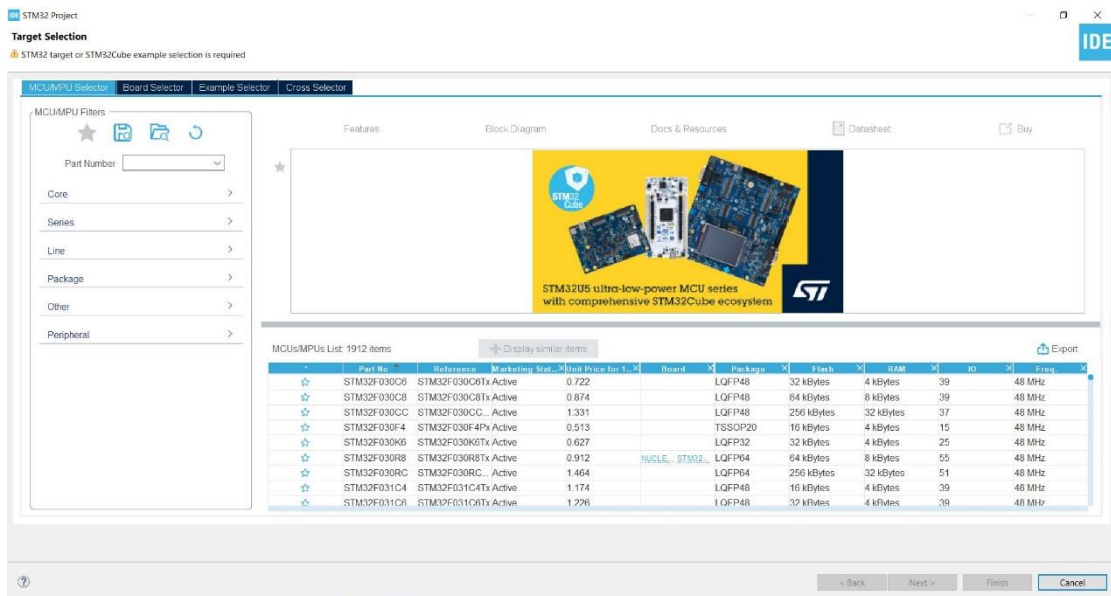 IDE STM32 Project
Target Selection
STM32 target or STM32Cube example selection is required
IDE
MCU/MPU Selector Board Selector Example Selector Cross Selector
MCU/MPU Filters
Part Number
Core
Series
Line
Package
Other
Peripheral
Features Block Diagram Docs & Resources Datasheet Buy
STM32
Cube
STM32U5 ultra-low-power MCU series
with comprehensive STM32Cube ecosystem
ST
MCUs/MPUs List: 1912 items + Display similar items Export
* Part No Reference Marketing Stat... Unit Price for 1... Board Package Flash RAM IO Freq.
STM32F030C6 STM32F030C6Tx Active 0.722 LQFP48 32 kBytes 4 kBytes 39 48 MHz
STM32F030C8 STM32F030C8Tx Active 0.874 LQFP48 64 kBytes 8 kBytes 39 48 MHz
STM32F030CC STM32F030CC... Active 1.331 LQFP48 256 kBytes 32 kBytes 37 48 MHz
STM32F030F4 STM32F030F4Px Active 0.513 TSSOP20 16 kBytes 4 kBytes 15 48 MHz
STM32F030K6 STM32F030K6Tx Active 0.627 LQFP32 32 kBytes 4 kBytes 25 48 MHz
STM32F030R8 STM32F030R8Tx Active 0.912 NUCLE... STM32... LQFP64 64 kBytes 8 kBytes 55 48 MHz
STM32F030RC STM32F030RC... Active 1.464 LQFP64 256 kBytes 32 kBytes 51 48 MHz
STM32F031C4 STM32F031C4Tx Active 1.174 LQFP48 16 kBytes 4 kBytes 39 48 MHz
STM32F031C6 STM32F031C6Tx Active 1.226 LQFP48 32 kBytes 4 kBytes 39 48 MHz
? < Back Next > Finish Cancel